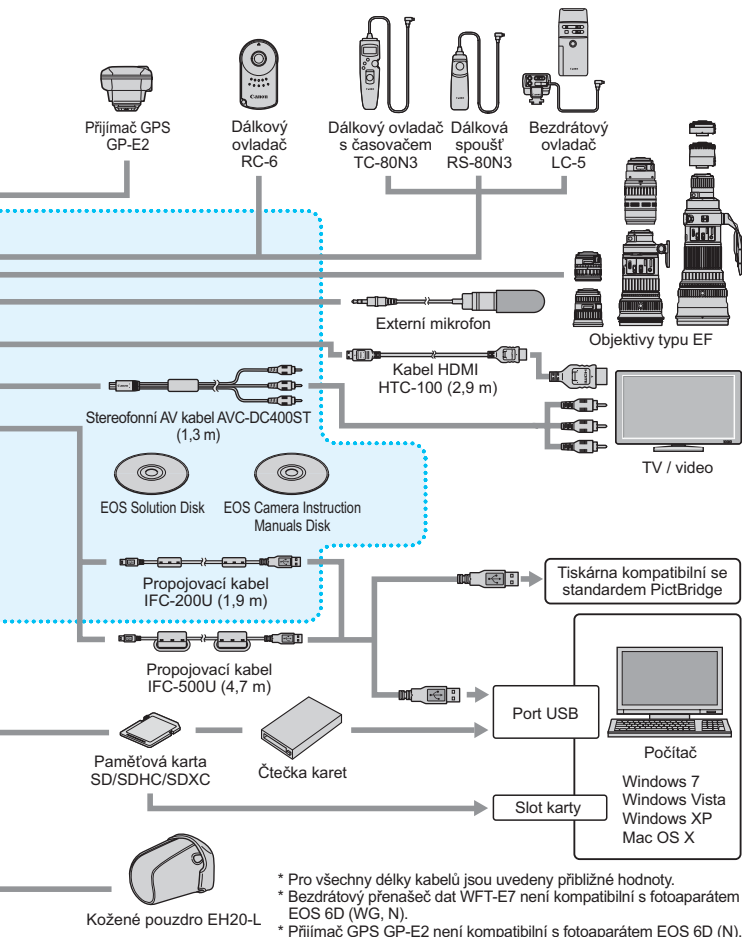 Přijímač GPS
GP-E2
Dálkový
ovladač
RC-6
Dálkový ovladač
s časovačem
TC-80N3
Dálková
spoušť
RS-80N3
Bezdrátový
ovladač
LC-5
Canon
Externí mikrofon
Objektivy typu EF
Kabel HDMI
HTC-100 (2,9 m)
Stereofonní AV kabel AVC-DC400ST
(1,3 m)
TV / video
EOS Solution Disk
EOS Camera Instruction
Manuals Disk
Propojovací kabel
IFC-200U (1,9 m)
Tiskárna kompatibilní se
standardem PictBridge
Propojovací kabel
IFC-500U (4,7 m)
Port USB
Počítač
Paměťová karta
SD/SDHC/SDXC
Čtečka karet
Windows 7
Windows Vista
Windows XP
Mac OS X
Slot karty
Kožené pouzdro EH20-L
* Pro všechny délky kabelů jsou uvedeny přibližné hodnoty.
* Bezdrátový přenašeč dat WFT-E7 není kompatibilní s fotoaparátem
EOS 6D (WG, N).
* Přijímač GPS GP-E2 není kompatibilní s fotoaparátem EOS 6D (N).